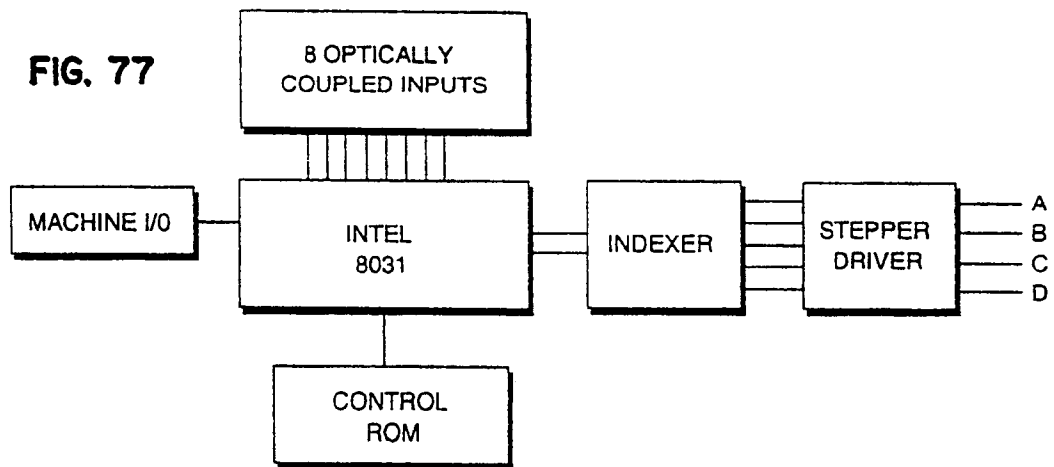 FIG. 77
8 OPTICALLY
COUPLED INPUTS
MACHINE I/0
INTEL
8031
INDEXER
STEPPER
DRIVER
A
B
C
D
CONTROL
ROM